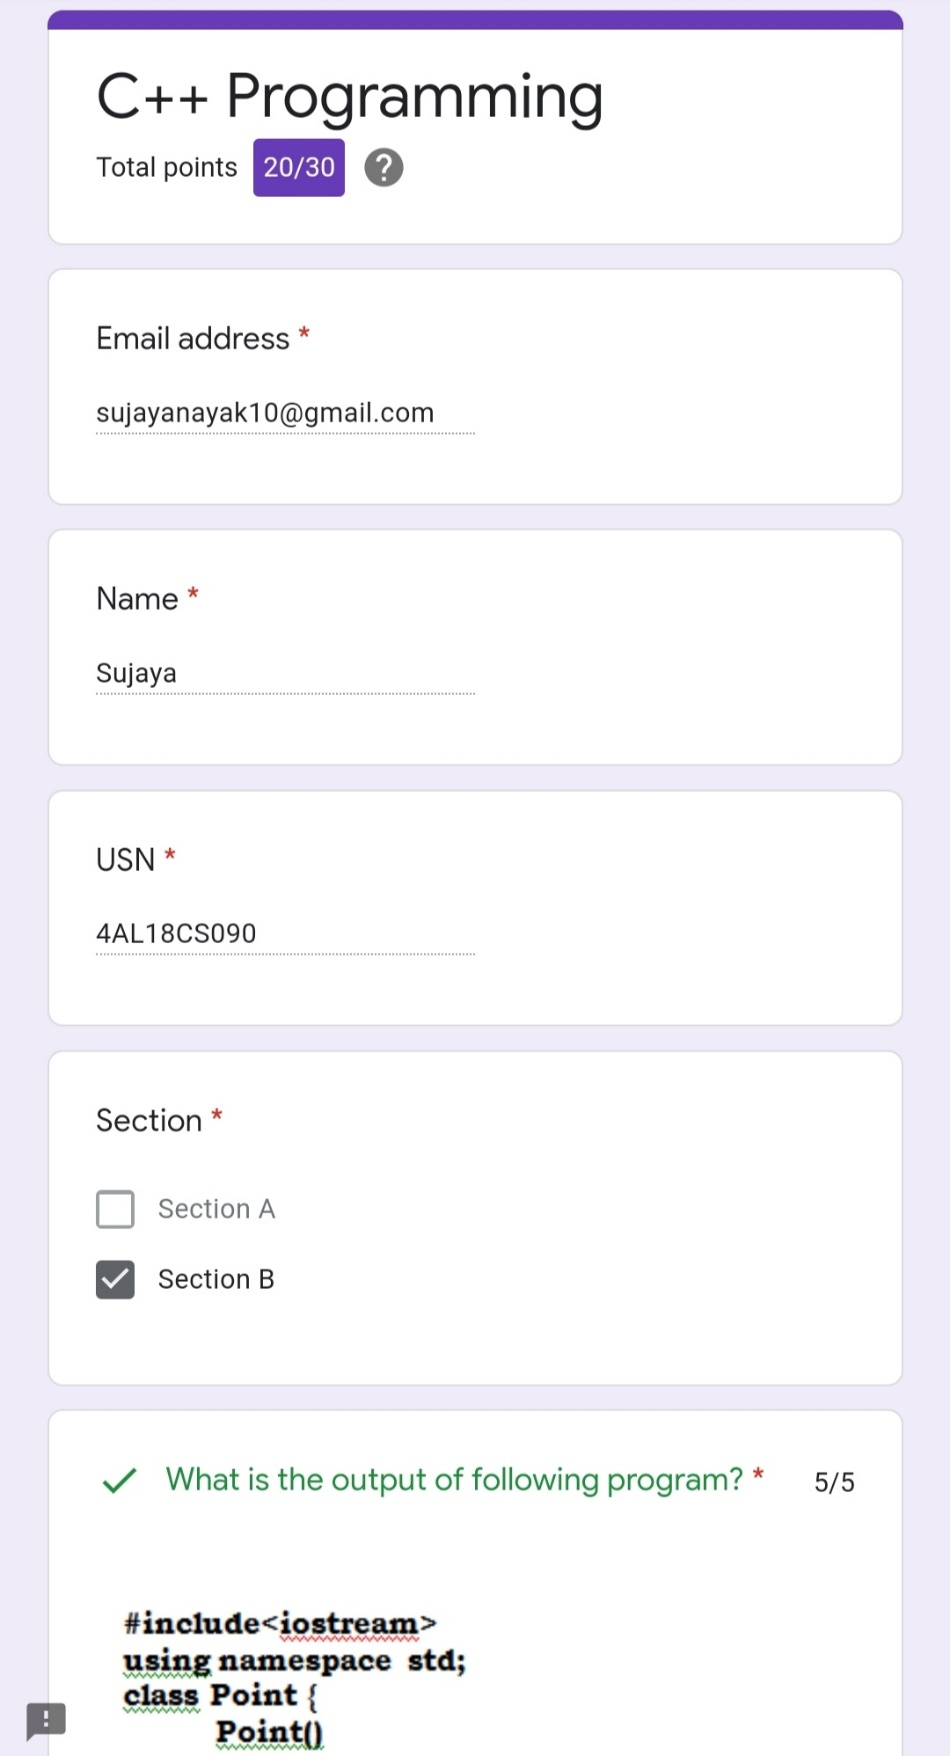 C++ Programming
Total points 20/30 ?
Email address *
sujayanayak10@gmail.com
Name *
Sujaya
USN *
4AL18CS090
Section *
Section A
Section B
What is the output of following program? * 5/5
#include<iostream>
using namespace std;
class Point {
Point()